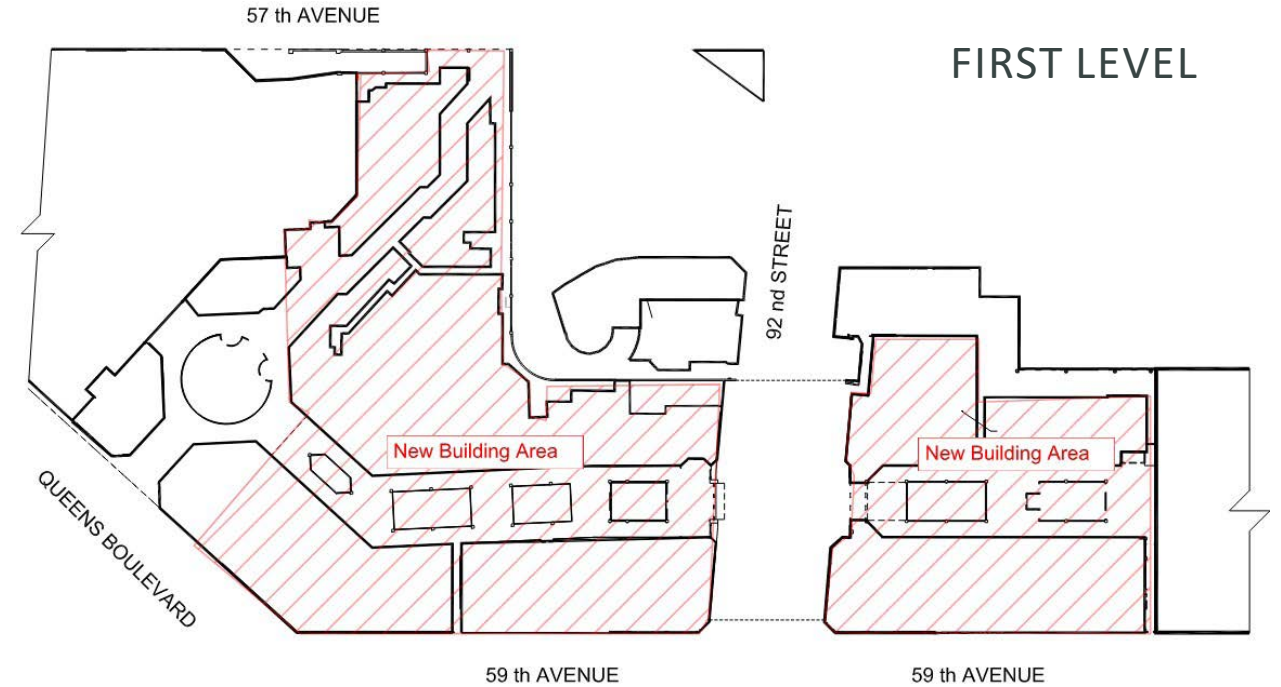 57 th AVENUE
FIRST LEVEL
92 nd STREET
New Building Area
New Building Area
QUEENS BOULEVARD
59 th AVENUE
59 th AVENUE